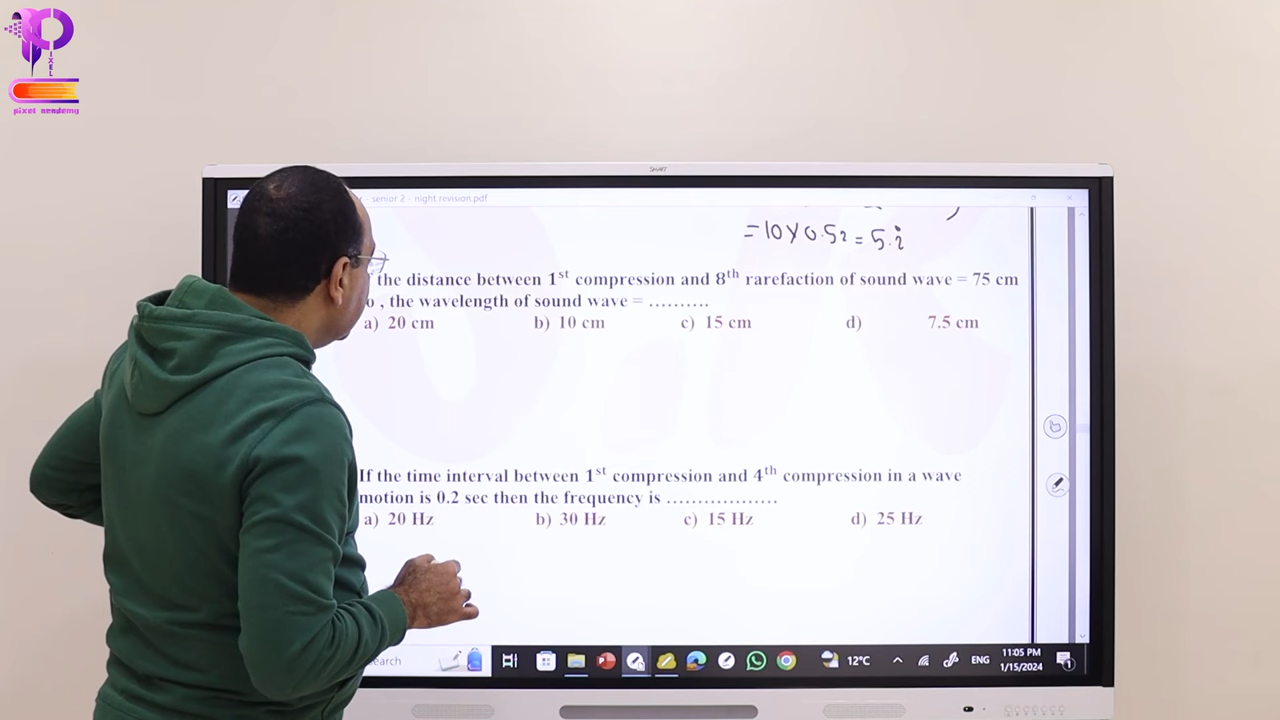 PIXEL
pixel academy
SMART
- senior 2 - night revision.pdf
=10×0.52=5.2
the distance between 1st compression and 8th rarefaction of sound wave = 75 cm
, the wavelength of sound wave = ..........
a) 20 cm b) 10 cm c) 15 cm d) 7.5 cm
If the time interval between 1st compression and 4th compression in a wave
motion is 0.2 sec then the frequency is ..................
a) 20 Hz b) 30 Hz c) 15 Hz d) 25 Hz
earch
12°C
ENG
11:05 PM
1/15/2024
1